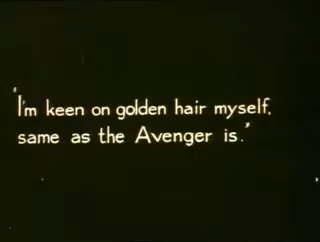 'I'm keen on golden hair myself,
same as the Avenger is.'